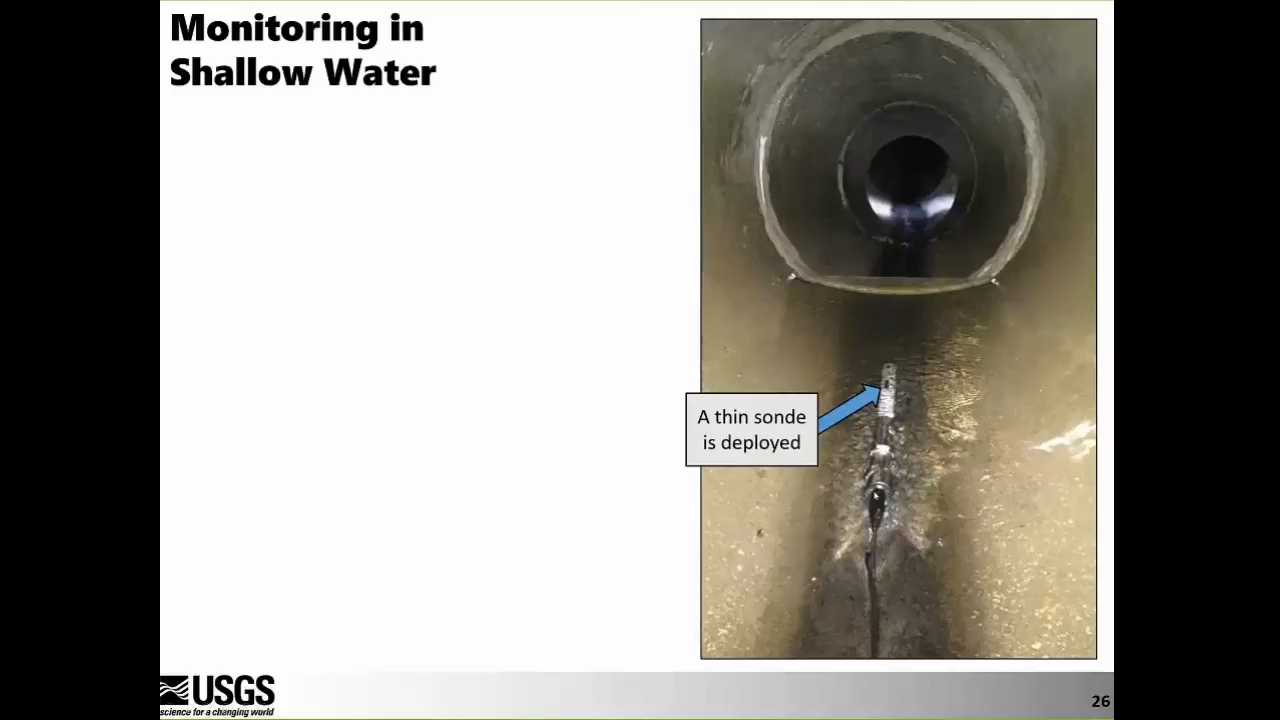 Monitoring in
Shallow Water
A thin sonde
is deployed
USGS
science for a changing world
26